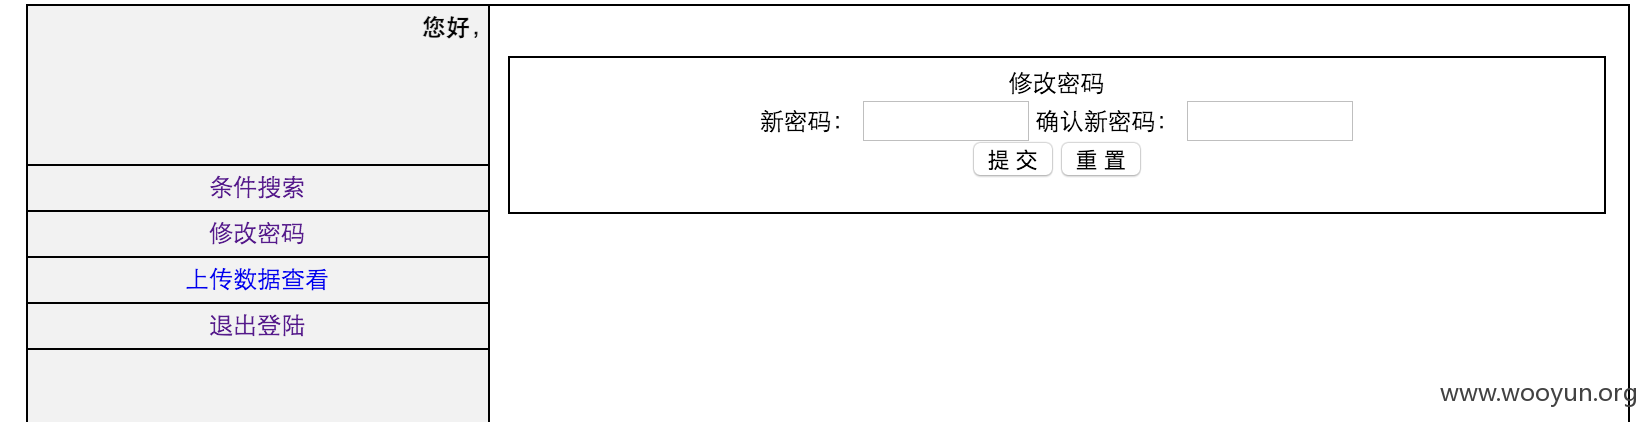 您好，
条件搜索
修改密码
上传数据查看
退出登陆
修改密码
新密码： 确认新密码：
提 交 重 置
www.wooyun.org